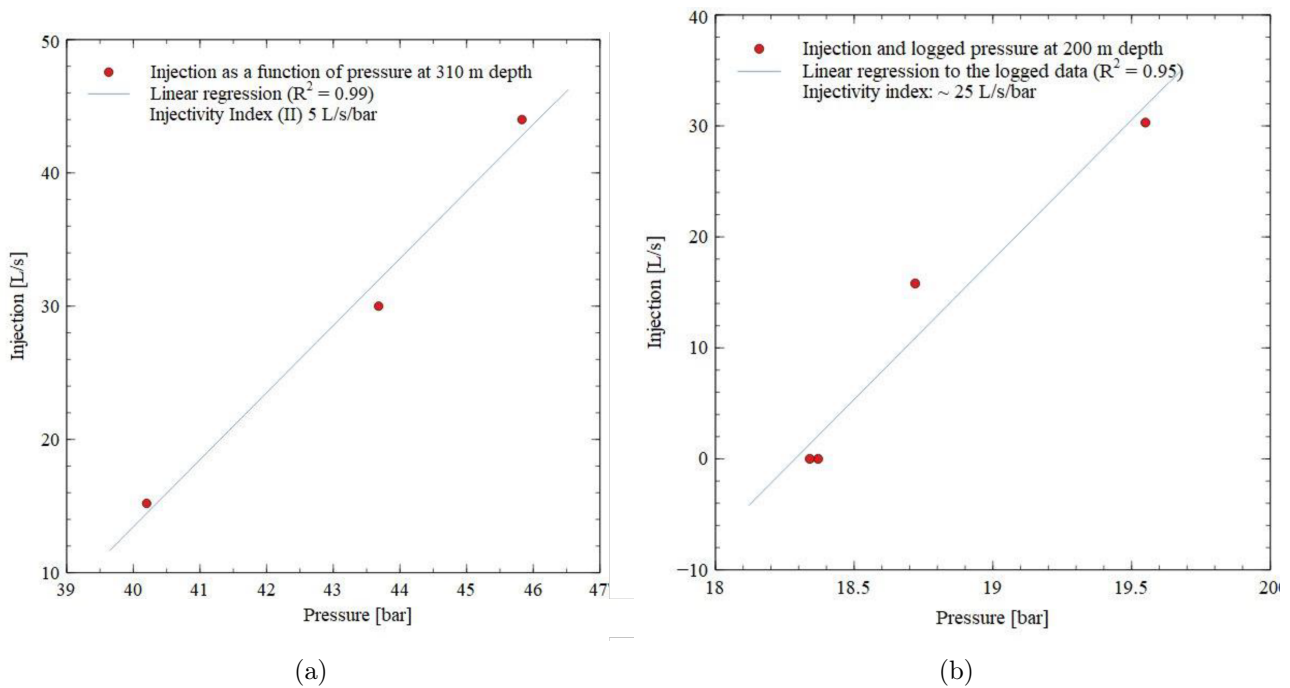 50
Injection as a function of pressure at 310 m depth
Linear regression (R² = 0.99)
Injectivity Index (II) 5 L/s/bar
40
30
20
10
Injection [L/s]
39 40 41 42 43 44 45 46 47
Pressure [bar]
(a)
40
Injection and logged pressure at 200 m depth
Linear regression to the logged data (R² = 0.95)
Injectivity index: ~ 25 L/s/bar
30
20
10
0
−10
Injection [L/s]
18 18.5 19 19.5 20
Pressure [bar]
(b)